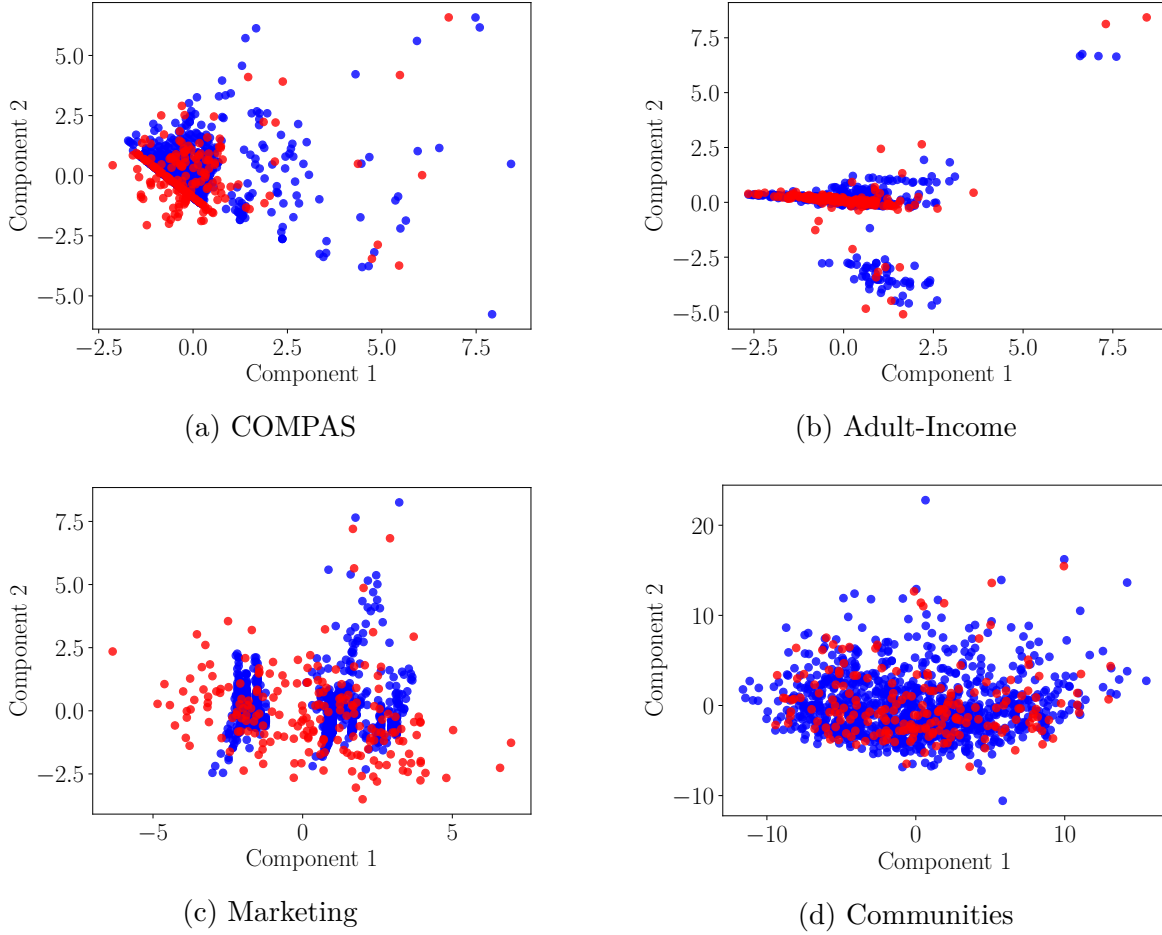 5.0
2.5
0.0
−2.5
−5.0
Component 2
−2.5 0.0 2.5 5.0 7.5
Component 1
(a) COMPAS
7.5
5.0
2.5
0.0
−2.5
−5.0
Component 2
−2.5 0.0 2.5 5.0 7.5
Component 1
(b) Adult-Income
7.5
5.0
2.5
0.0
−2.5
Component 2
−5 0 5
Component 1
(c) Marketing
20
10
0
−10
Component 2
−10 0 10
Component 1
(d) Communities